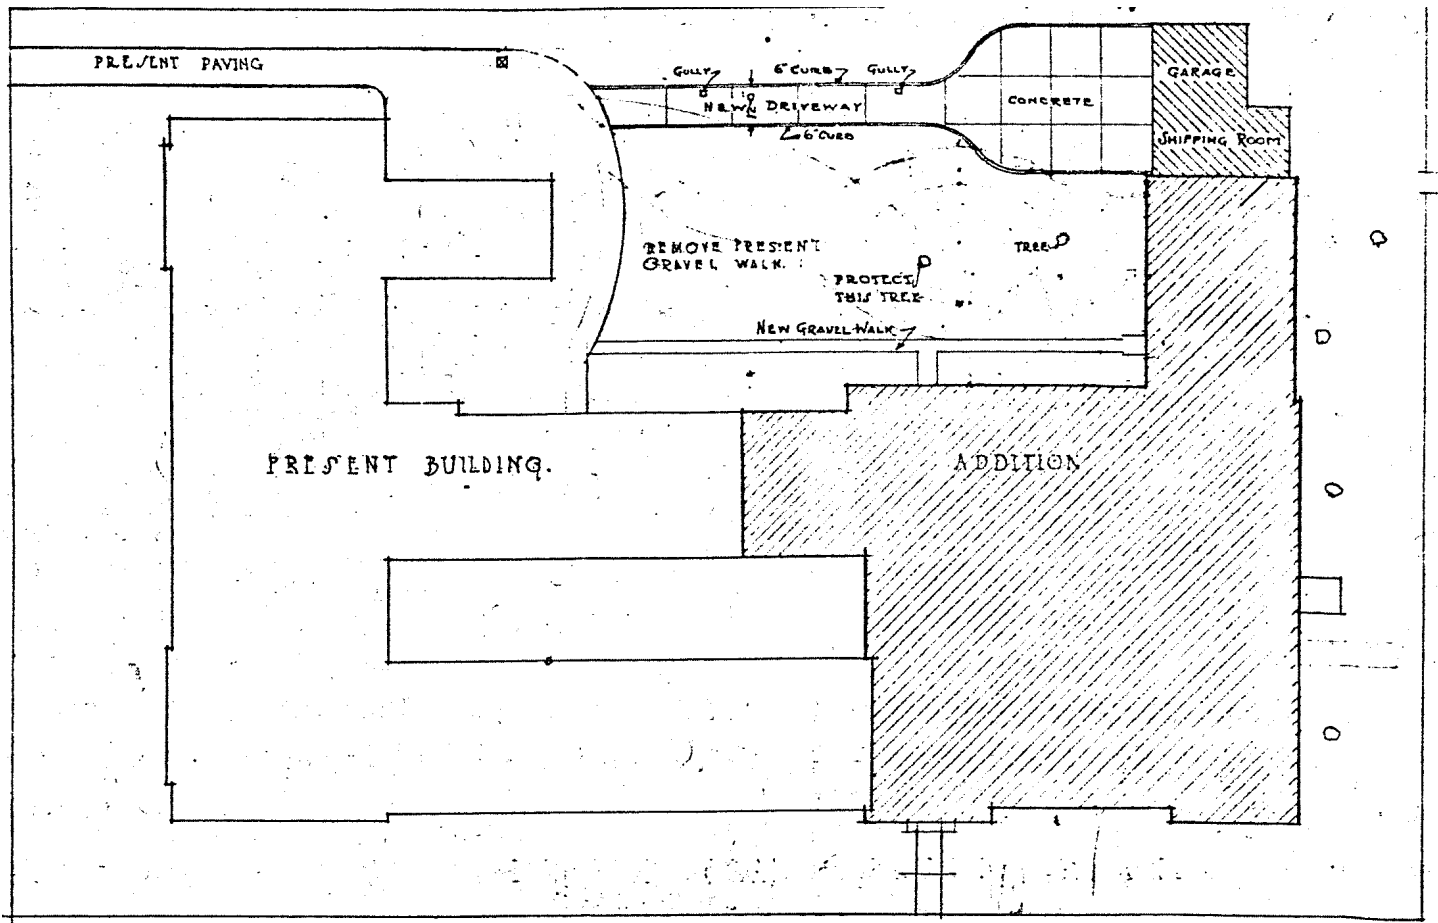 PRESENT PAVING
GULLY
6" CURB
GULLY
NEW DRIVEWAY
6" CURB
CONCRETE
GARAGE
SHIPPING ROOM
REMOVE PRESENT
GRAVEL WALK.
TREE
PROTECT
THIS TREE
NEW GRAVEL WALK
PRESENT BUILDING.
ADDITION